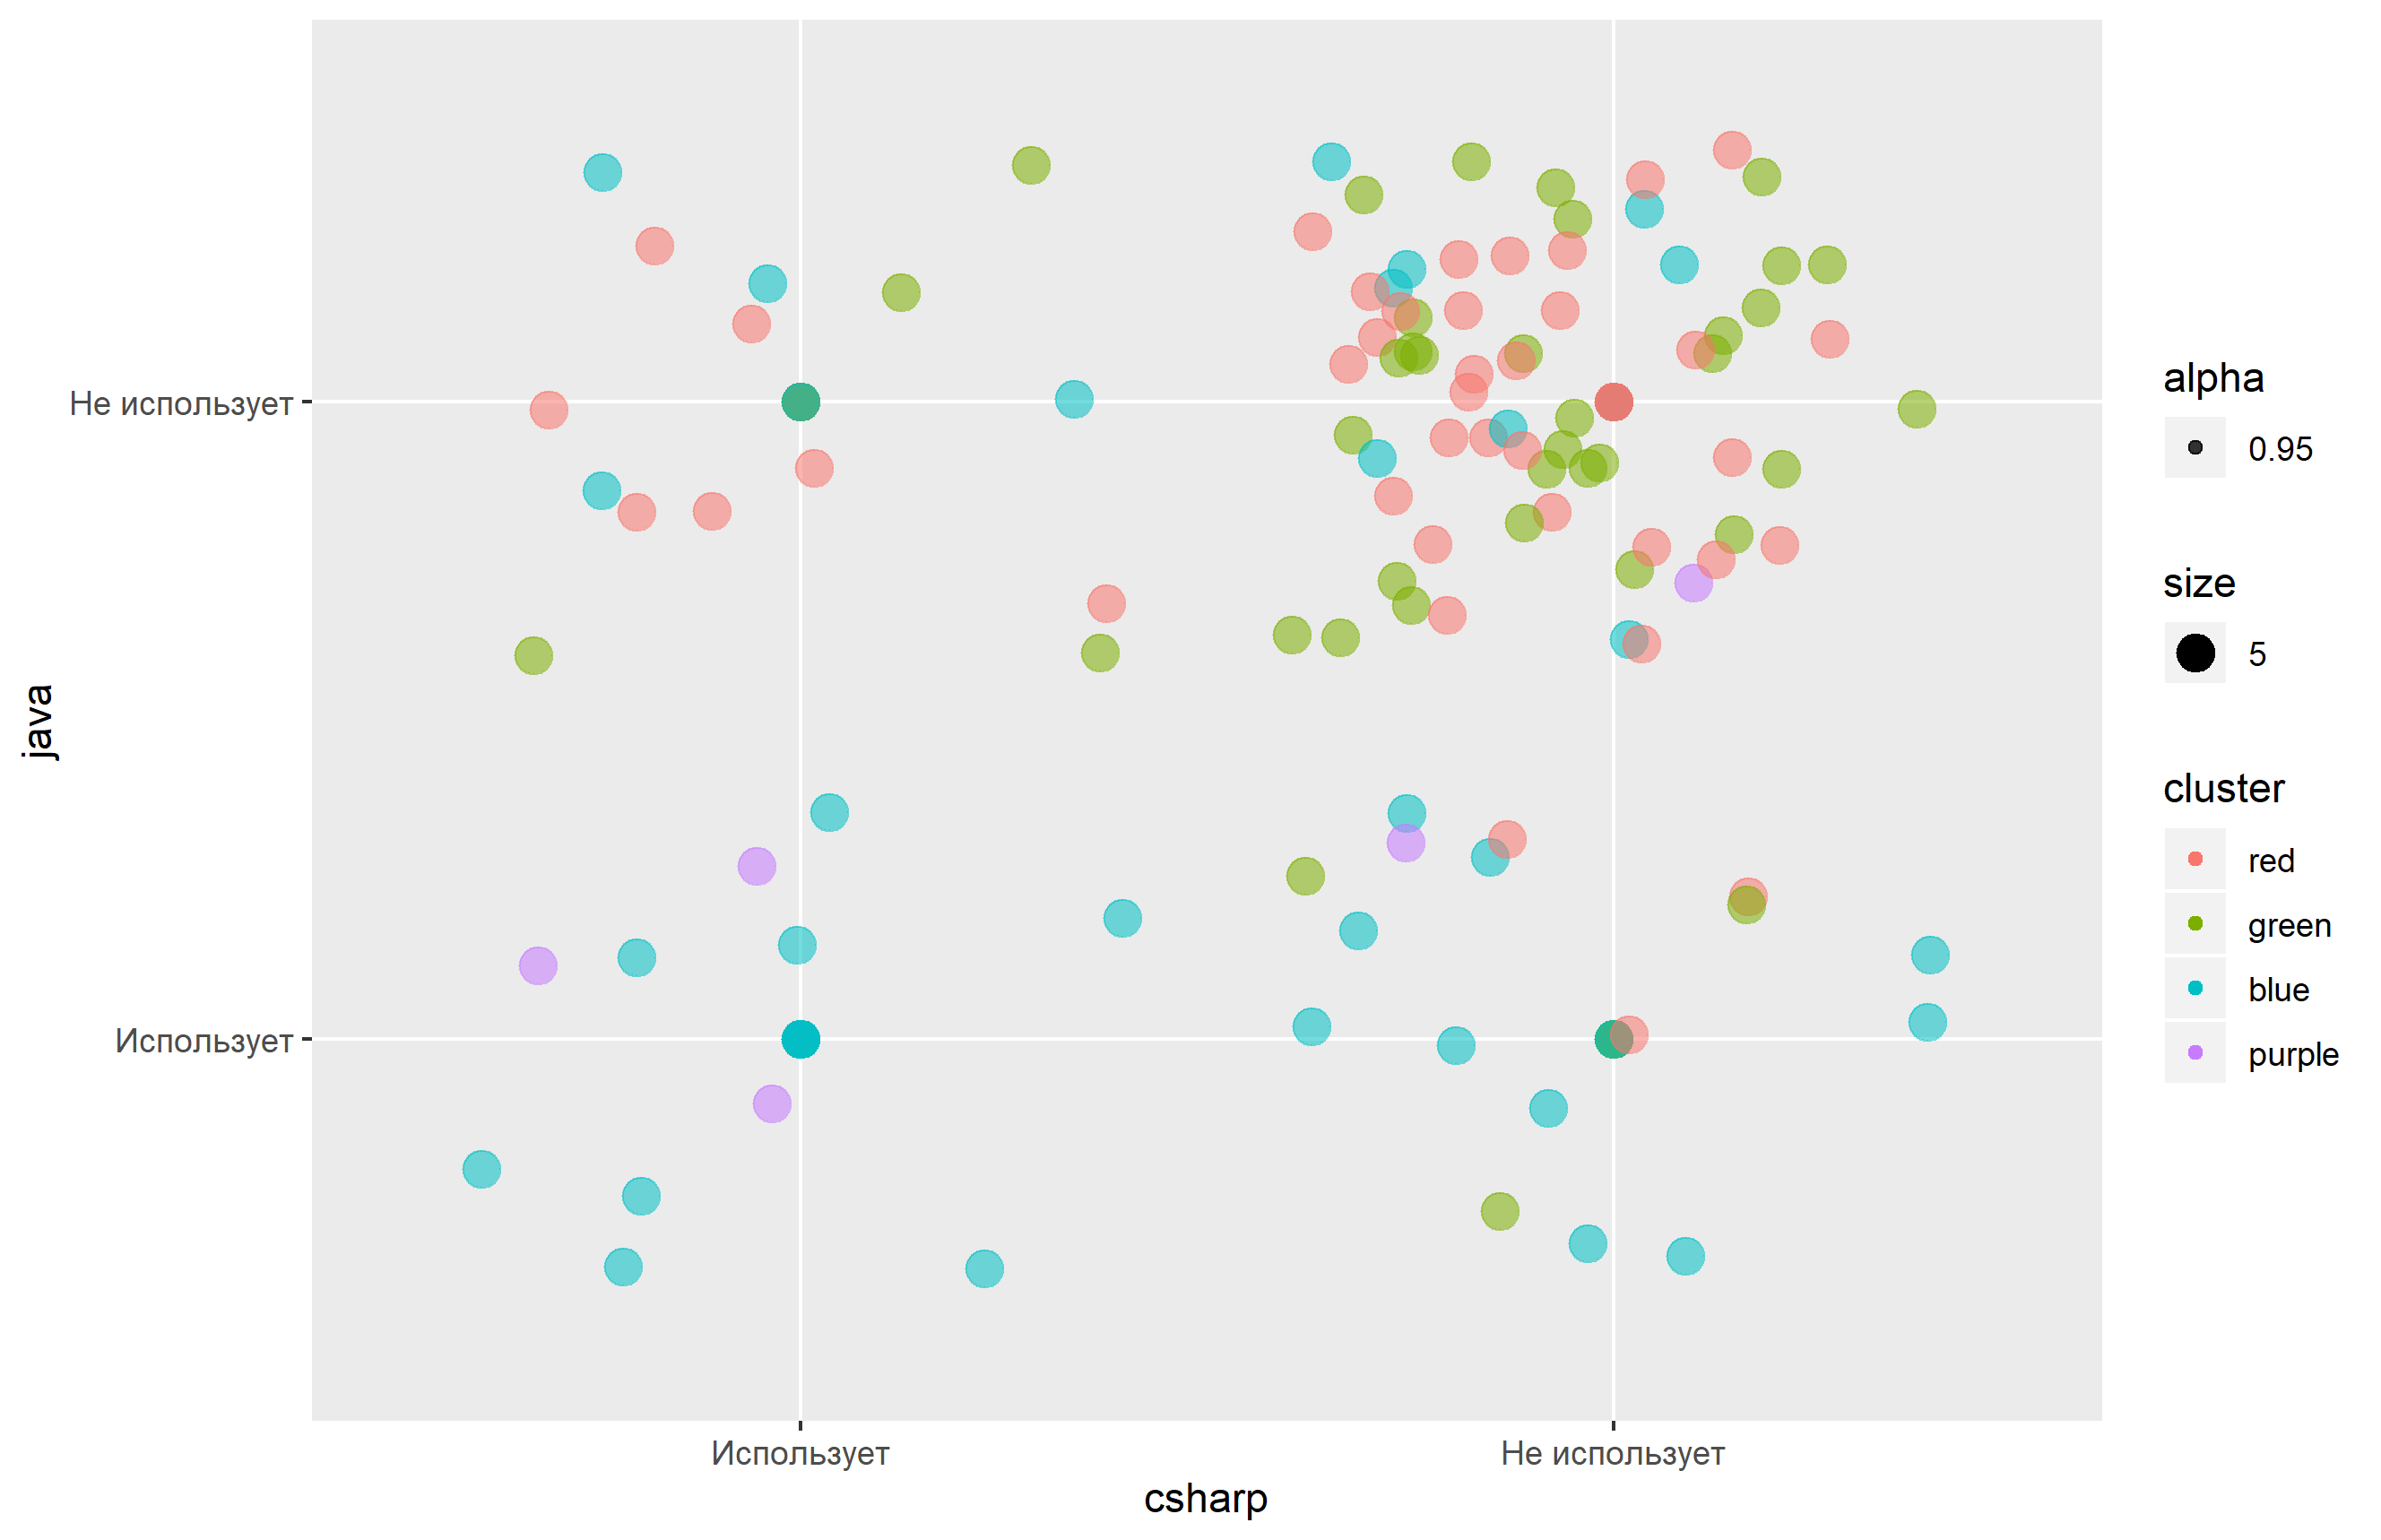 java
Не использует
Использует
Использует
Не использует
csharp
alpha
0.95
size
5
cluster
red
green
blue
purple